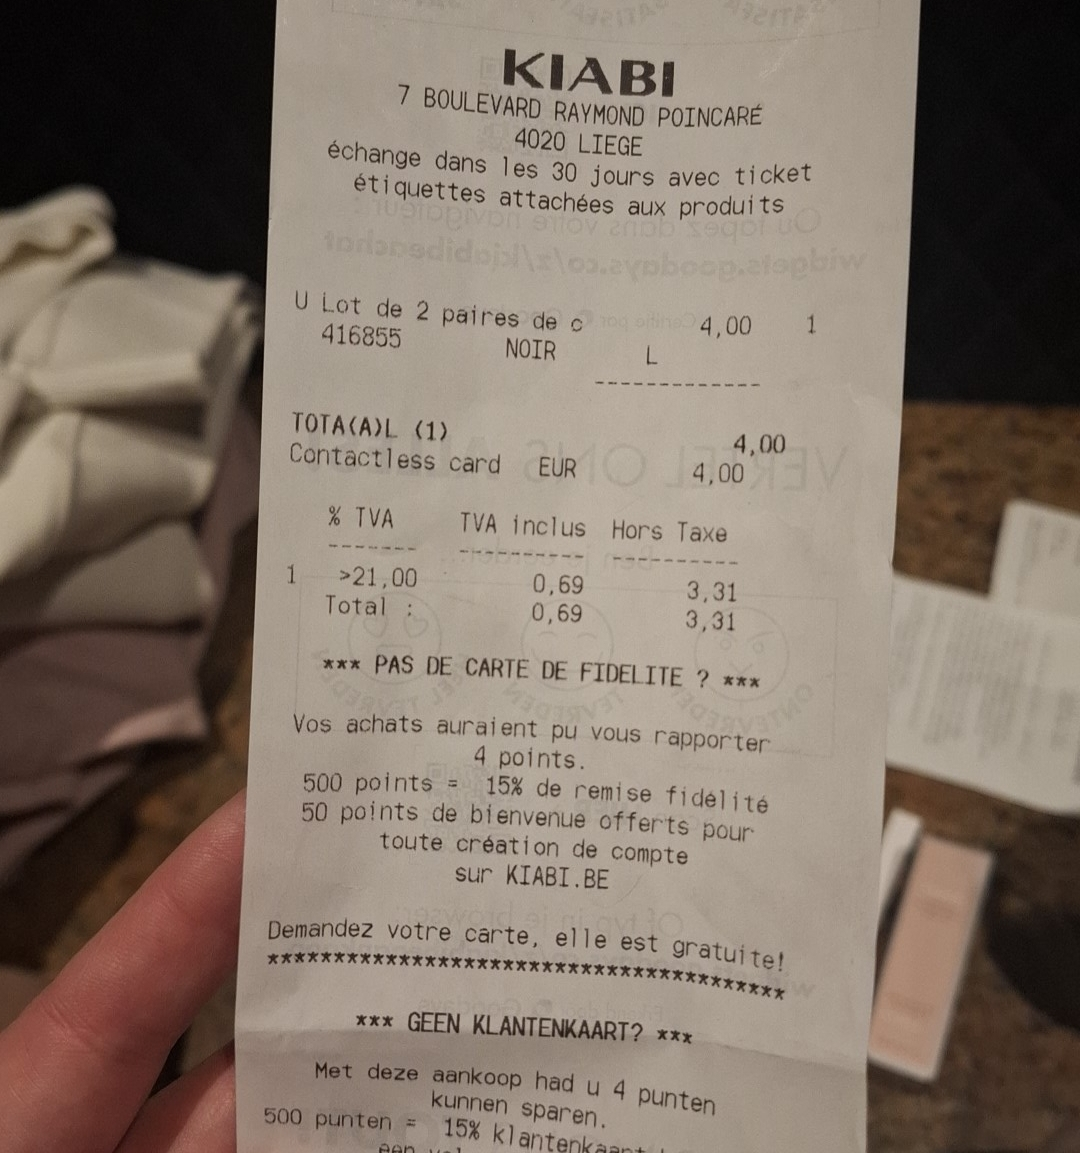 KIABI
7 BOULEVARD RAYMOND POINCARÉ
4020 LIEGE
échange dans les 30 jours avec ticket
étiquettes attachées aux produits
U Lot de 2 paires de c 4,00 1
416855 NOIR L
-------------
TOTA(A)L (1) 4,00
Contactless card EUR 4,00
% TVA TVA inclus Hors Taxe
------- ---------- ----------
1 >21,00 0,69 3,31
Total : 0,69 3,31
*** PAS DE CARTE DE FIDELITE ? ***
Vos achats auraient pu vous rapporter
4 points.
500 points = 15% de remise fidélité
50 points de bienvenue offerts pour
toute création de compte
sur KIABI.BE
Demandez votre carte, elle est gratuite!
****************************************
*** GEEN KLANTENKAART? ***
Met deze aankoop had u 4 punten
kunnen sparen.
500 punten = 15% klantenkaart
een